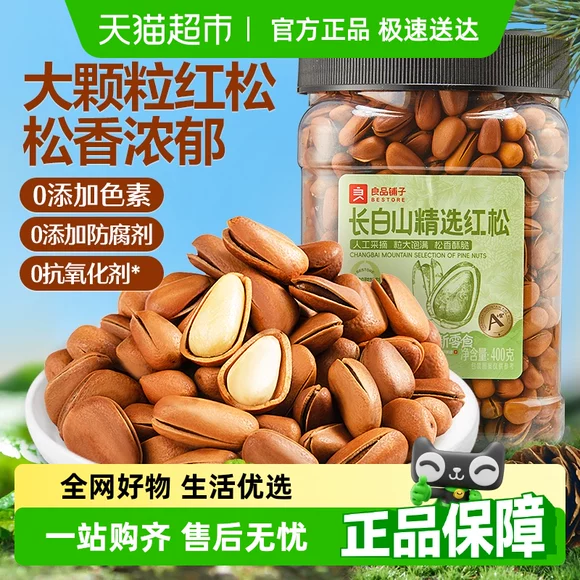 天猫超市 官方正品 极速送达
大颗粒红松
松香浓郁
0添加色素
0添加防腐剂
0抗氧化剂*
良品铺子
BESTORE
长白山精选红松
人工采摘 粒大饱满 松香酥脆
CHANGBAI MOUNTAIN SELECTION OF PINE NUTS
A
新零食
净含量:400克
全网好物 生活优选
一站购齐 售后无忧
正品保障